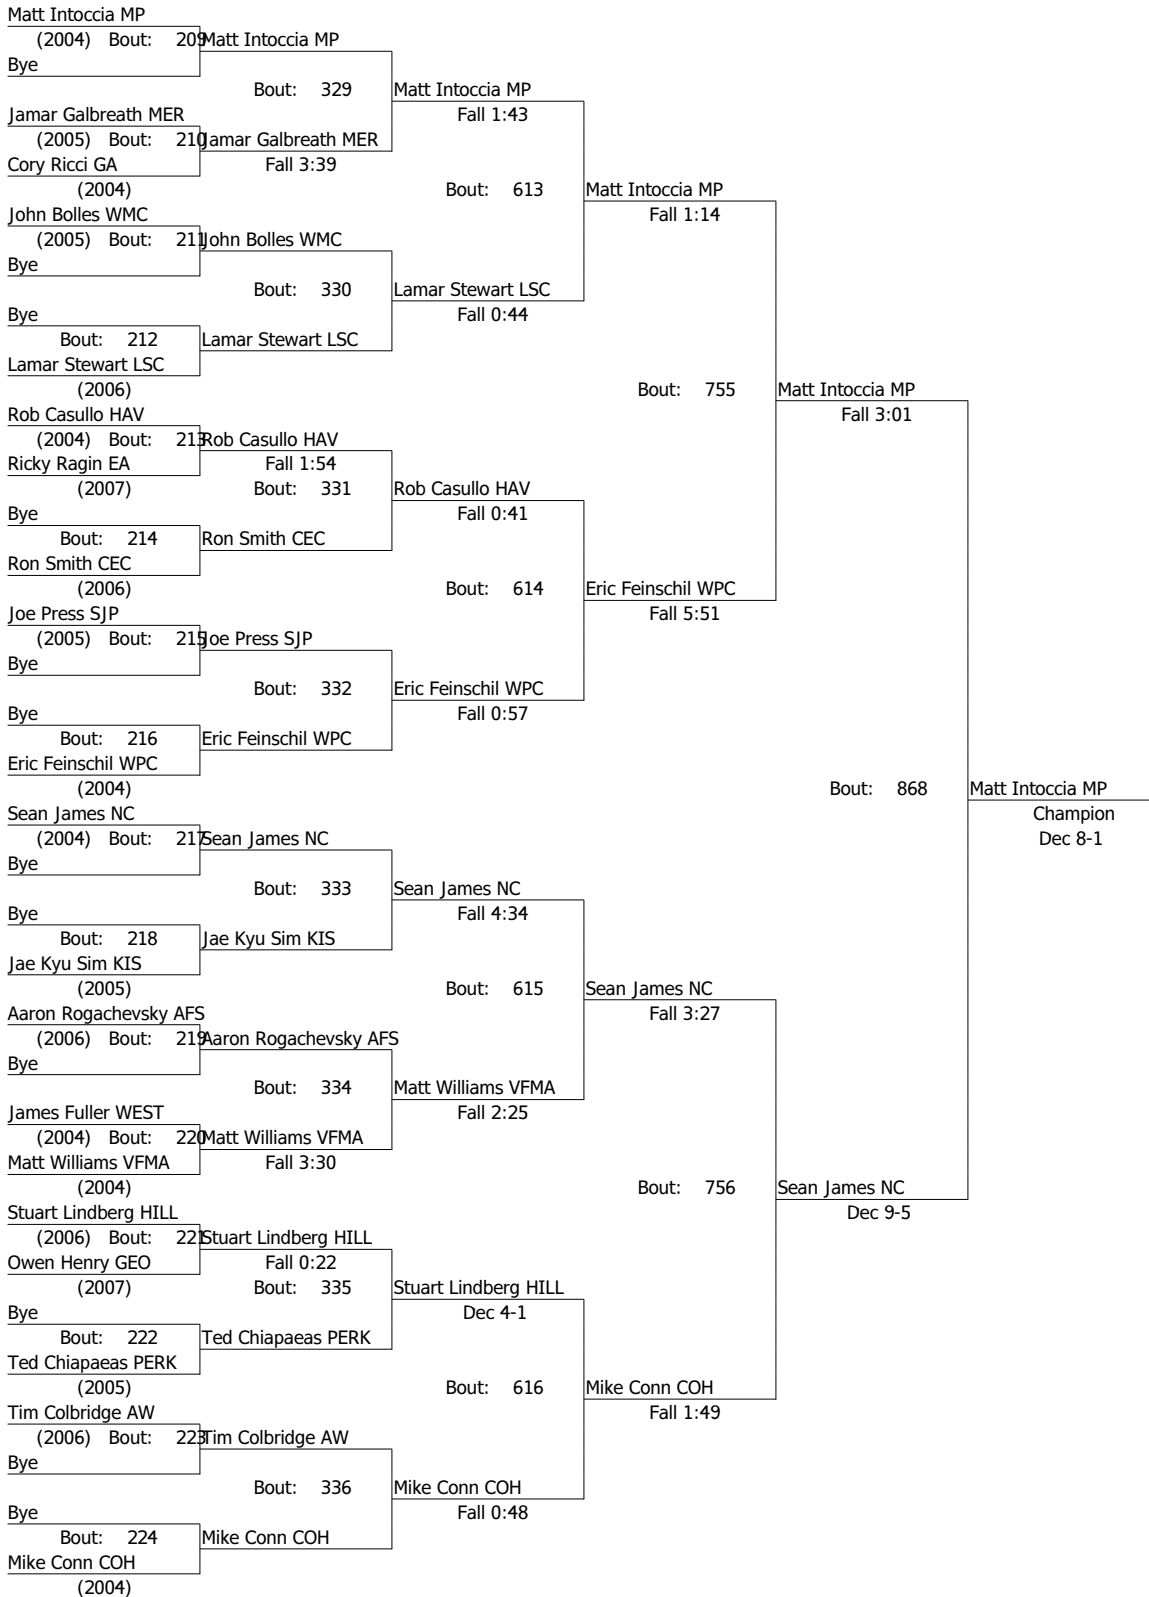 Matt Intoccia MP
(2004) Bout: 209 Matt Intoccia MP
Bye
Bout: 329 Matt Intoccia MP
Jamar Galbreath MER Fall 1:43
(2005) Bout: 210 Jamar Galbreath MER
Cory Ricci GA Fall 3:39
(2004) Bout: 613 Matt Intoccia MP
John Bolles WMC Fall 1:14
(2005) Bout: 211 John Bolles WMC
Bye
Bout: 330 Lamar Stewart LSC
Bye Fall 0:44
Bout: 212 Lamar Stewart LSC
Lamar Stewart LSC
(2006) Bout: 755 Matt Intoccia MP
Rob Casullo HAV Fall 3:01
(2004) Bout: 213 Rob Casullo HAV
Ricky Ragin EA Fall 1:54
(2007) Bout: 331 Rob Casullo HAV
Bye Fall 0:41
Bout: 214 Ron Smith CEC
Ron Smith CEC
(2006) Bout: 614 Eric Feinschil WPC
Joe Press SJP Fall 5:51
(2005) Bout: 215 Joe Press SJP
Bye
Bout: 332 Eric Feinschil WPC
Bye Fall 0:57
Bout: 216 Eric Feinschil WPC
Eric Feinschil WPC
(2004) Bout: 868 Matt Intoccia MP
Sean James NC Champion
(2004) Bout: 217 Sean James NC Dec 8-1
Bye
Bout: 333 Sean James NC
Bye Fall 4:34
Bout: 218 Jae Kyu Sim KIS
Jae Kyu Sim KIS
(2005) Bout: 615 Sean James NC
Aaron Rogachevsky AFS Fall 3:27
(2006) Bout: 219 Aaron Rogachevsky AFS
Bye
Bout: 334 Matt Williams VFMA
James Fuller WEST Fall 2:25
(2004) Bout: 220 Matt Williams VFMA
Matt Williams VFMA Fall 3:30
(2004) Bout: 756 Sean James NC
Stuart Lindberg HILL Dec 9-5
(2006) Bout: 221 Stuart Lindberg HILL
Owen Henry GEO Fall 0:22
(2007) Bout: 335 Stuart Lindberg HILL
Bye Dec 4-1
Bout: 222 Ted Chiapaeas PERK
Ted Chiapaeas PERK
(2005) Bout: 616 Mike Conn COH
Tim Colbridge AW Fall 1:49
(2006) Bout: 223 Tim Colbridge AW
Bye
Bout: 336 Mike Conn COH
Bye Fall 0:48
Bout: 224 Mike Conn COH
Mike Conn COH
(2004)